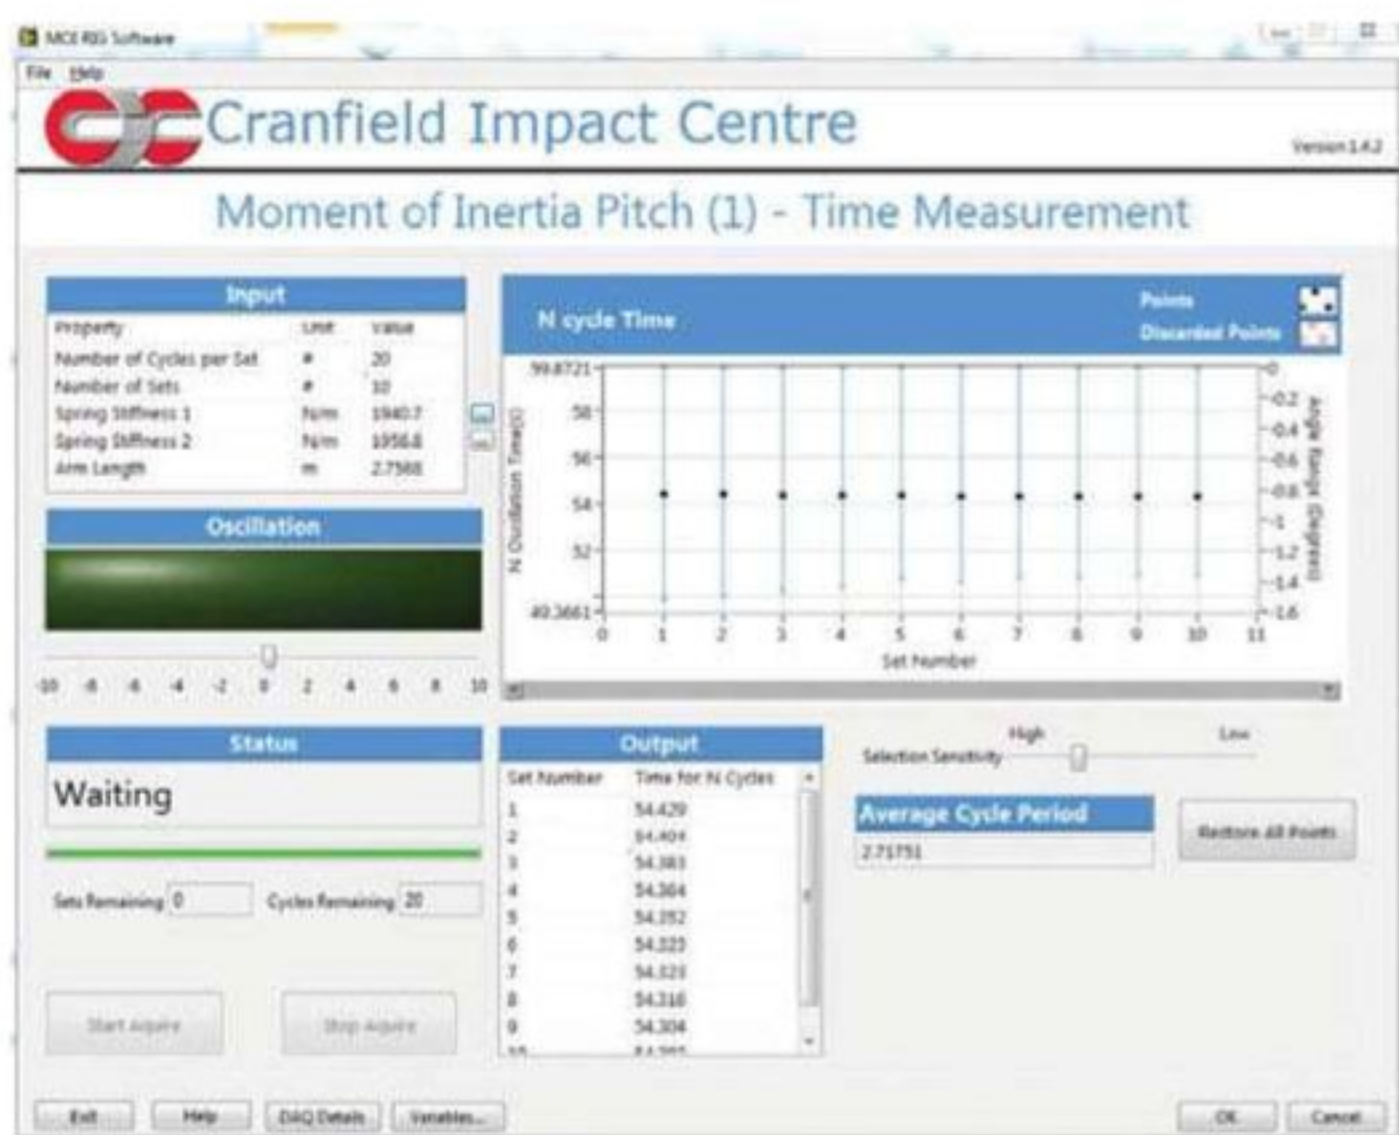 MCE RIG Software
File Help
Cranfield Impact Centre
Version 1.4.2
Moment of Inertia Pitch (1) - Time Measurement
Input
Property Unit Value
Number of Cycles per Set # 20
Number of Sets # 10
Spring Stiffness 1 N/m 1940.7
Spring Stiffness 2 N/m 1956.8
Arm Length m 2.7568
Oscillation
-10 -8 -6 -4 -2 0 2 4 6 8 10
N cycle Time
Points
Discarded Points
N Oscillation Time(s)
58
56
54
52
49.3661
0
-0.2
-0.4
-0.6
-0.8
-1
-1.2
-1.4
-1.6
Angle Range (Degrees)
0 1 2 3 4 5 6 7 8 9 10 11
Set Number
Status
Waiting
Sets Remaining 0 Cycles Remaining 20
Start Aquire Stop Aquire
Output
Set Number Time for N Cycles
1 54.429
2 54.404
3 54.383
4 54.364
5 54.352
6 54.323
7 54.323
8 54.316
9 54.304
10
High Low
Selection Sensitivity
Average Cycle Period
2.71751
Restore All Points
Exit Help DAQ Details Variables... OK Cancel